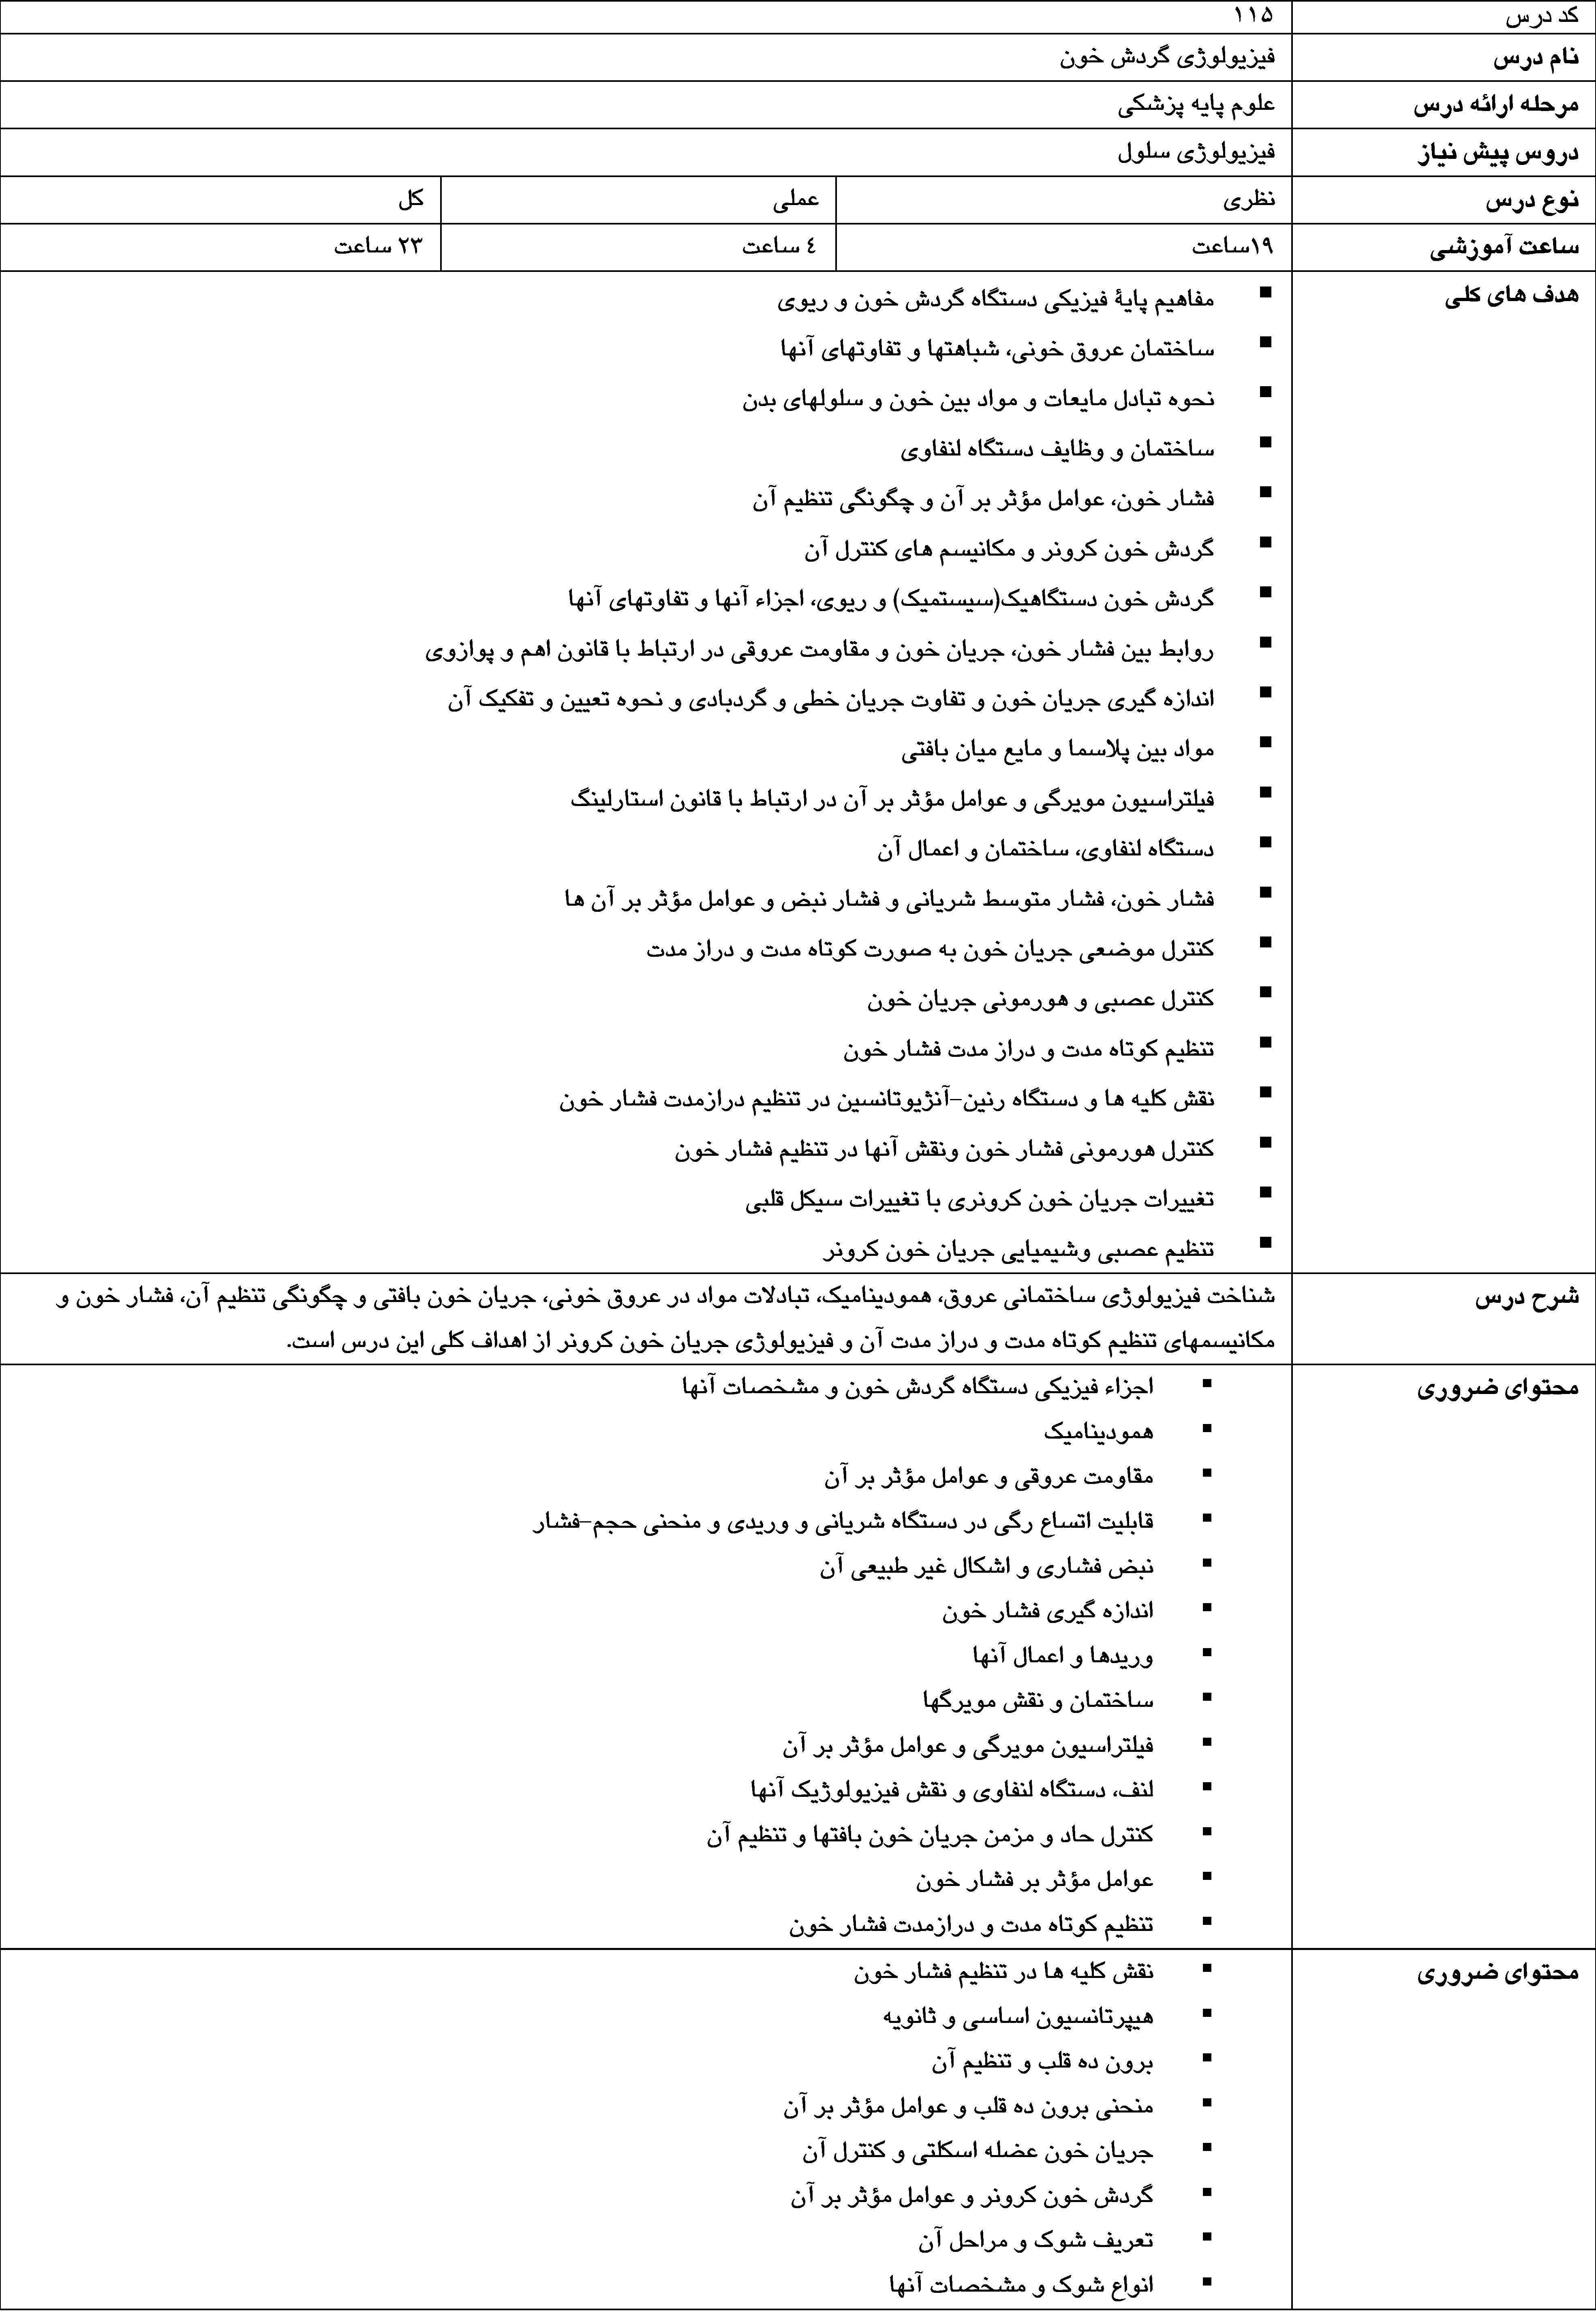 کد درس ۱۱۵
نام درس فیزیولوژی گردش خون
مرحله ارائه درس علوم پایه پزشکی
دروس پیش نیاز فیزیولوژی سلول
نوع درس نظری عملی کل
ساعت آموزشی ۱۹ساعت ٤ ساعت ۲۳ ساعت
هدف های کلی ▪ مفاهیم پایۀ فیزیکی دستگاه گردش خون و ریوی
▪ ساختمان عروق خونی، شباهتها و تفاوتهای آنها
▪ نحوه تبادل مایعات و مواد بین خون و سلولهای بدن
▪ ساختمان و وظایف دستگاه لنفاوی
▪ فشار خون، عوامل مؤثر بر آن و چگونگی تنظیم آن
▪ گردش خون کرونر و مکانیسم های کنترل آن
▪ گردش خون دستگاهیک(سیستمیک) و ریوی، اجزاء آنها و تفاوتهای آنها
▪ روابط بین فشار خون، جریان خون و مقاومت عروقی در ارتباط با قانون اهم و پوازوی
▪ اندازه گیری جریان خون و تفاوت جریان خطی و گردبادی و نحوه تعیین و تفکیک آن
▪ مواد بین پلاسما و مایع میان بافتی
▪ فیلتراسیون مویرگی و عوامل مؤثر بر آن در ارتباط با قانون استارلینگ
▪ دستگاه لنفاوی، ساختمان و اعمال آن
▪ فشار خون، فشار متوسط شریانی و فشار نبض و عوامل مؤثر بر آن ها
▪ کنترل موضعی جریان خون به صورت کوتاه مدت و دراز مدت
▪ کنترل عصبی و هورمونی جریان خون
▪ تنظیم کوتاه مدت و دراز مدت فشار خون
▪ نقش کلیه ها و دستگاه رنین–آنژیوتانسین در تنظیم درازمدت فشار خون
▪ کنترل هورمونی فشار خون ونقش آنها در تنظیم فشار خون
▪ تغییرات جریان خون کرونری با تغییرات سیکل قلبی
▪ تنظیم عصبی وشیمیایی جریان خون کرونر
شرح درس شناخت فیزیولوژی ساختمانی عروق، همودینامیک، تبادلات مواد در عروق خونی، جریان خون بافتی و چگونگی تنظیم آن، فشار خون و
مکانیسمهای تنظیم کوتاه مدت و دراز مدت آن و فیزیولوژی جریان خون کرونر از اهداف کلی این درس است.
محتوای ضروری ▪ اجزاء فیزیکی دستگاه گردش خون و مشخصات آنها
▪ همودینامیک
▪ مقاومت عروقی و عوامل مؤثر بر آن
▪ قابلیت اتساع رگی در دستگاه شریانی و وریدی و منحنی حجم–فشار
▪ نبض فشاری و اشکال غیر طبیعی آن
▪ اندازه گیری فشار خون
▪ وریدها و اعمال آنها
▪ ساختمان و نقش مویرگها
▪ فیلتراسیون مویرگی و عوامل مؤثر بر آن
▪ لنف، دستگاه لنفاوی و نقش فیزیولوژیک آنها
▪ کنترل حاد و مزمن جریان خون بافتها و تنظیم آن
▪ عوامل مؤثر بر فشار خون
▪ تنظیم کوتاه مدت و درازمدت فشار خون
محتوای ضروری ▪ نقش کلیه ها در تنظیم فشار خون
▪ هیپرتانسیون اساسی و ثانویه
▪ برون ده قلب و تنظیم آن
▪ منحنی برون ده قلب و عوامل مؤثر بر آن
▪ جریان خون عضله اسکلتی و کنترل آن
▪ گردش خون کرونر و عوامل مؤثر بر آن
▪ تعریف شوک و مراحل آن
▪ انواع شوک و مشخصات آنها